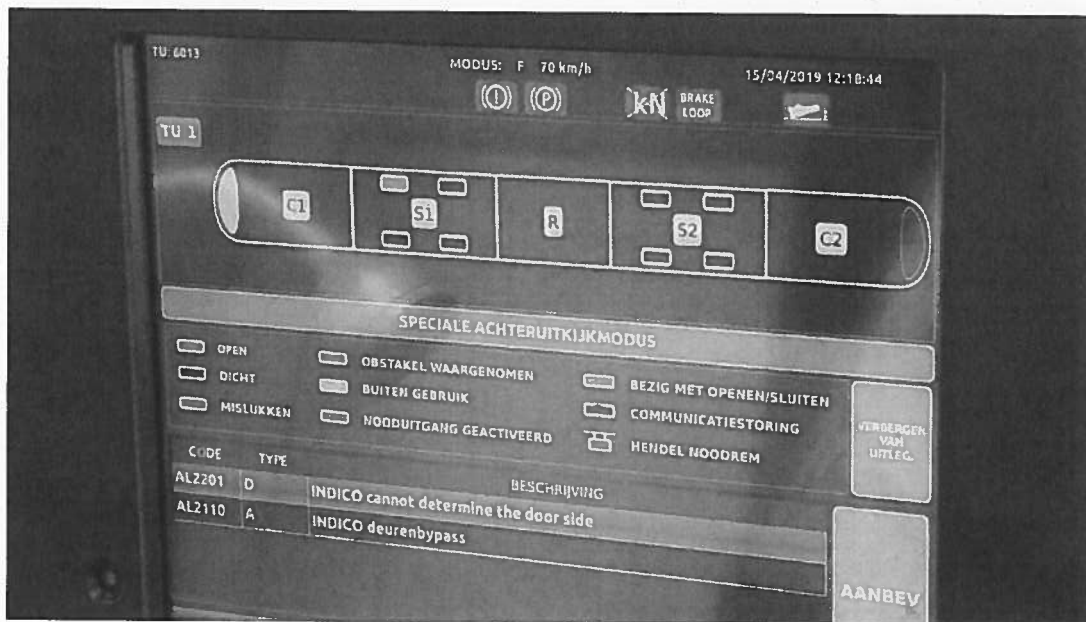 TU: 6013
MODUS: F 70 km/h
15/04/2019 12:18:44
(!) (P) kN BRAKE LOOP
TU 1
C1 S1 R S2 C2
SPECIALE ACHTERUITKIJKMODUS
OPEN OBSTAKEL WAARGENOMEN BEZIG MET OPENEN/SLUITEN
DICHT BUITEN GEBRUIK COMMUNICATIESTORING
MISLUKKEN NOODUITGANG GEACTIVEERD HENDEL NOODREM
VERBERGEN
VAN
UITLEG.
CODE TYPE BESCHRIJVING
AL2201 D INDICO cannot determine the door side
AL2110 A INDICO deurenbypass
AANBEV